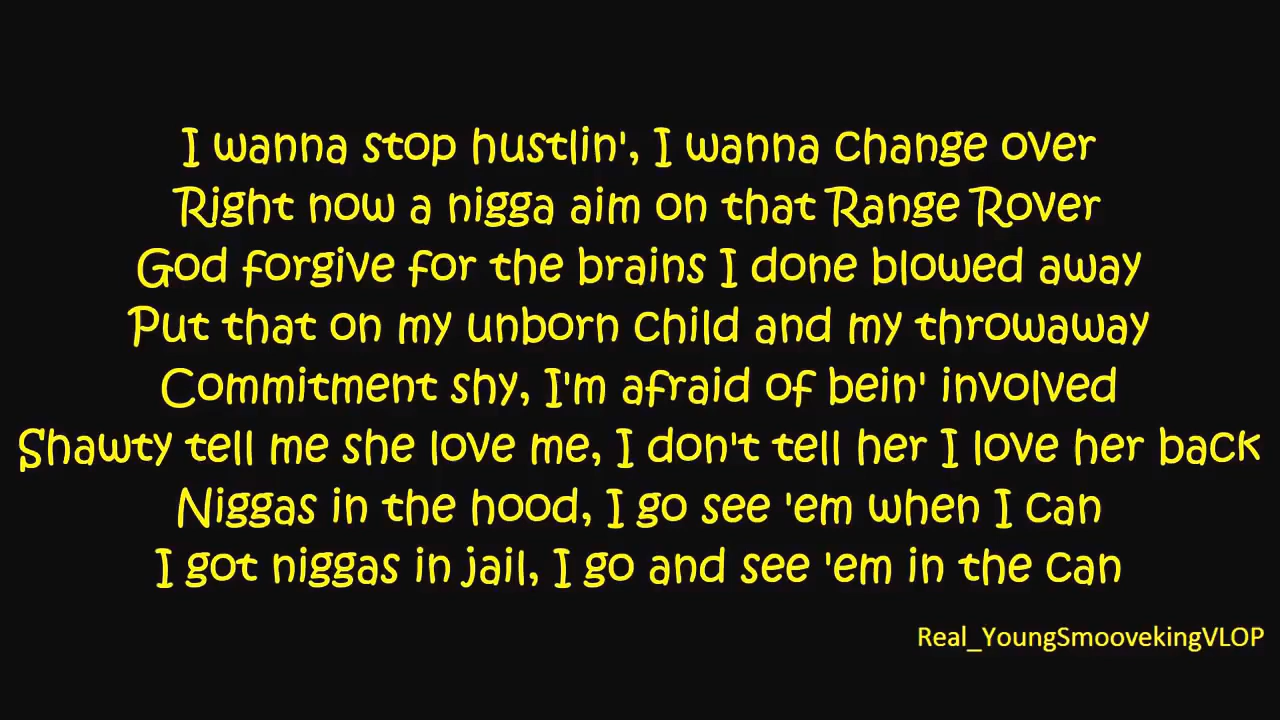 I wanna stop hustlin', I wanna change over
Right now a nigga aim on that Range Rover
God forgive for the brains I done blowed away
Put that on my unborn child and my throwaway
Commitment shy, I'm afraid of bein' involved
Shawty tell me she love me, I don't tell her I love her back
Niggas in the hood, I go see 'em when I can
I got niggas in jail, I go and see 'em in the can
Real_YoungSmoovekingVLOP